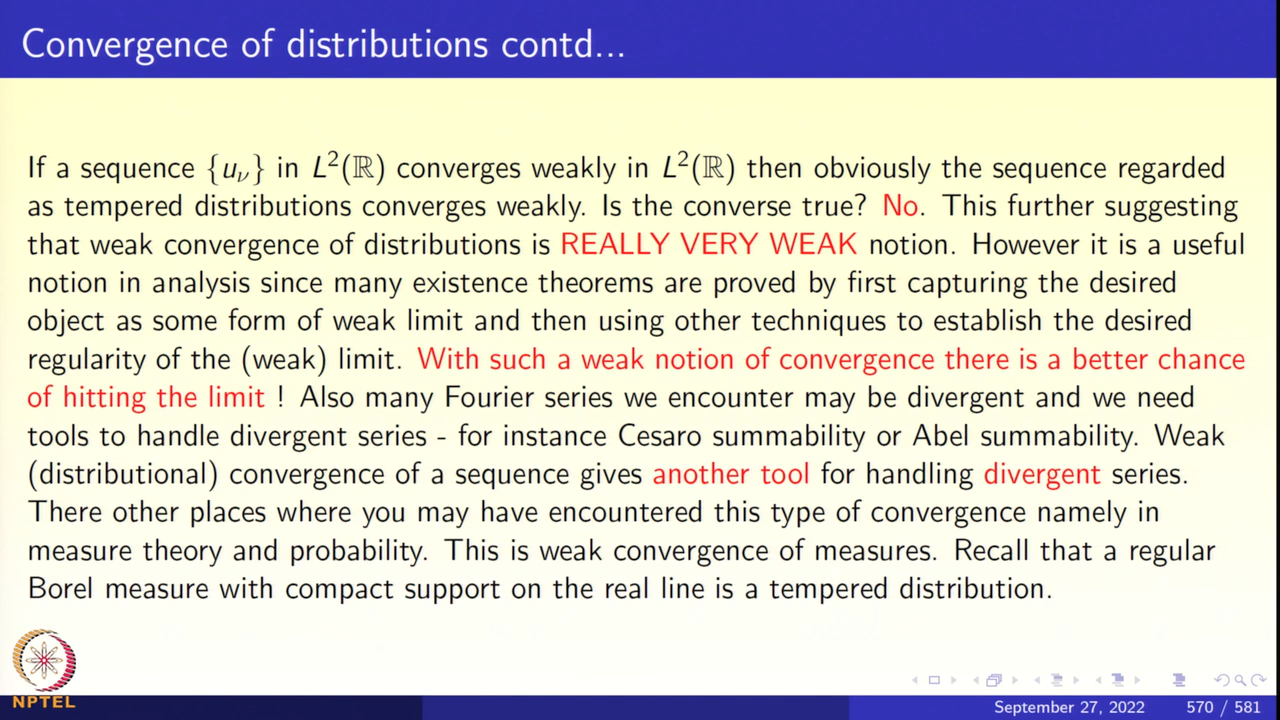 Convergence of distributions contd...
If a sequence {uν} in L²(ℝ) converges weakly in L²(ℝ) then obviously the sequence regarded
as tempered distributions converges weakly. Is the converse true? No. This further suggesting
that weak convergence of distributions is REALLY VERY WEAK notion. However it is a useful
notion in analysis since many existence theorems are proved by first capturing the desired
object as some form of weak limit and then using other techniques to establish the desired
regularity of the (weak) limit. With such a weak notion of convergence there is a better chance
of hitting the limit ! Also many Fourier series we encounter may be divergent and we need
tools to handle divergent series - for instance Cesaro summability or Abel summability. Weak
(distributional) convergence of a sequence gives another tool for handling divergent series.
There other places where you may have encountered this type of convergence namely in
measure theory and probability. This is weak convergence of measures. Recall that a regular
Borel measure with compact support on the real line is a tempered distribution.
NPTEL
September 27, 2022 570 / 581